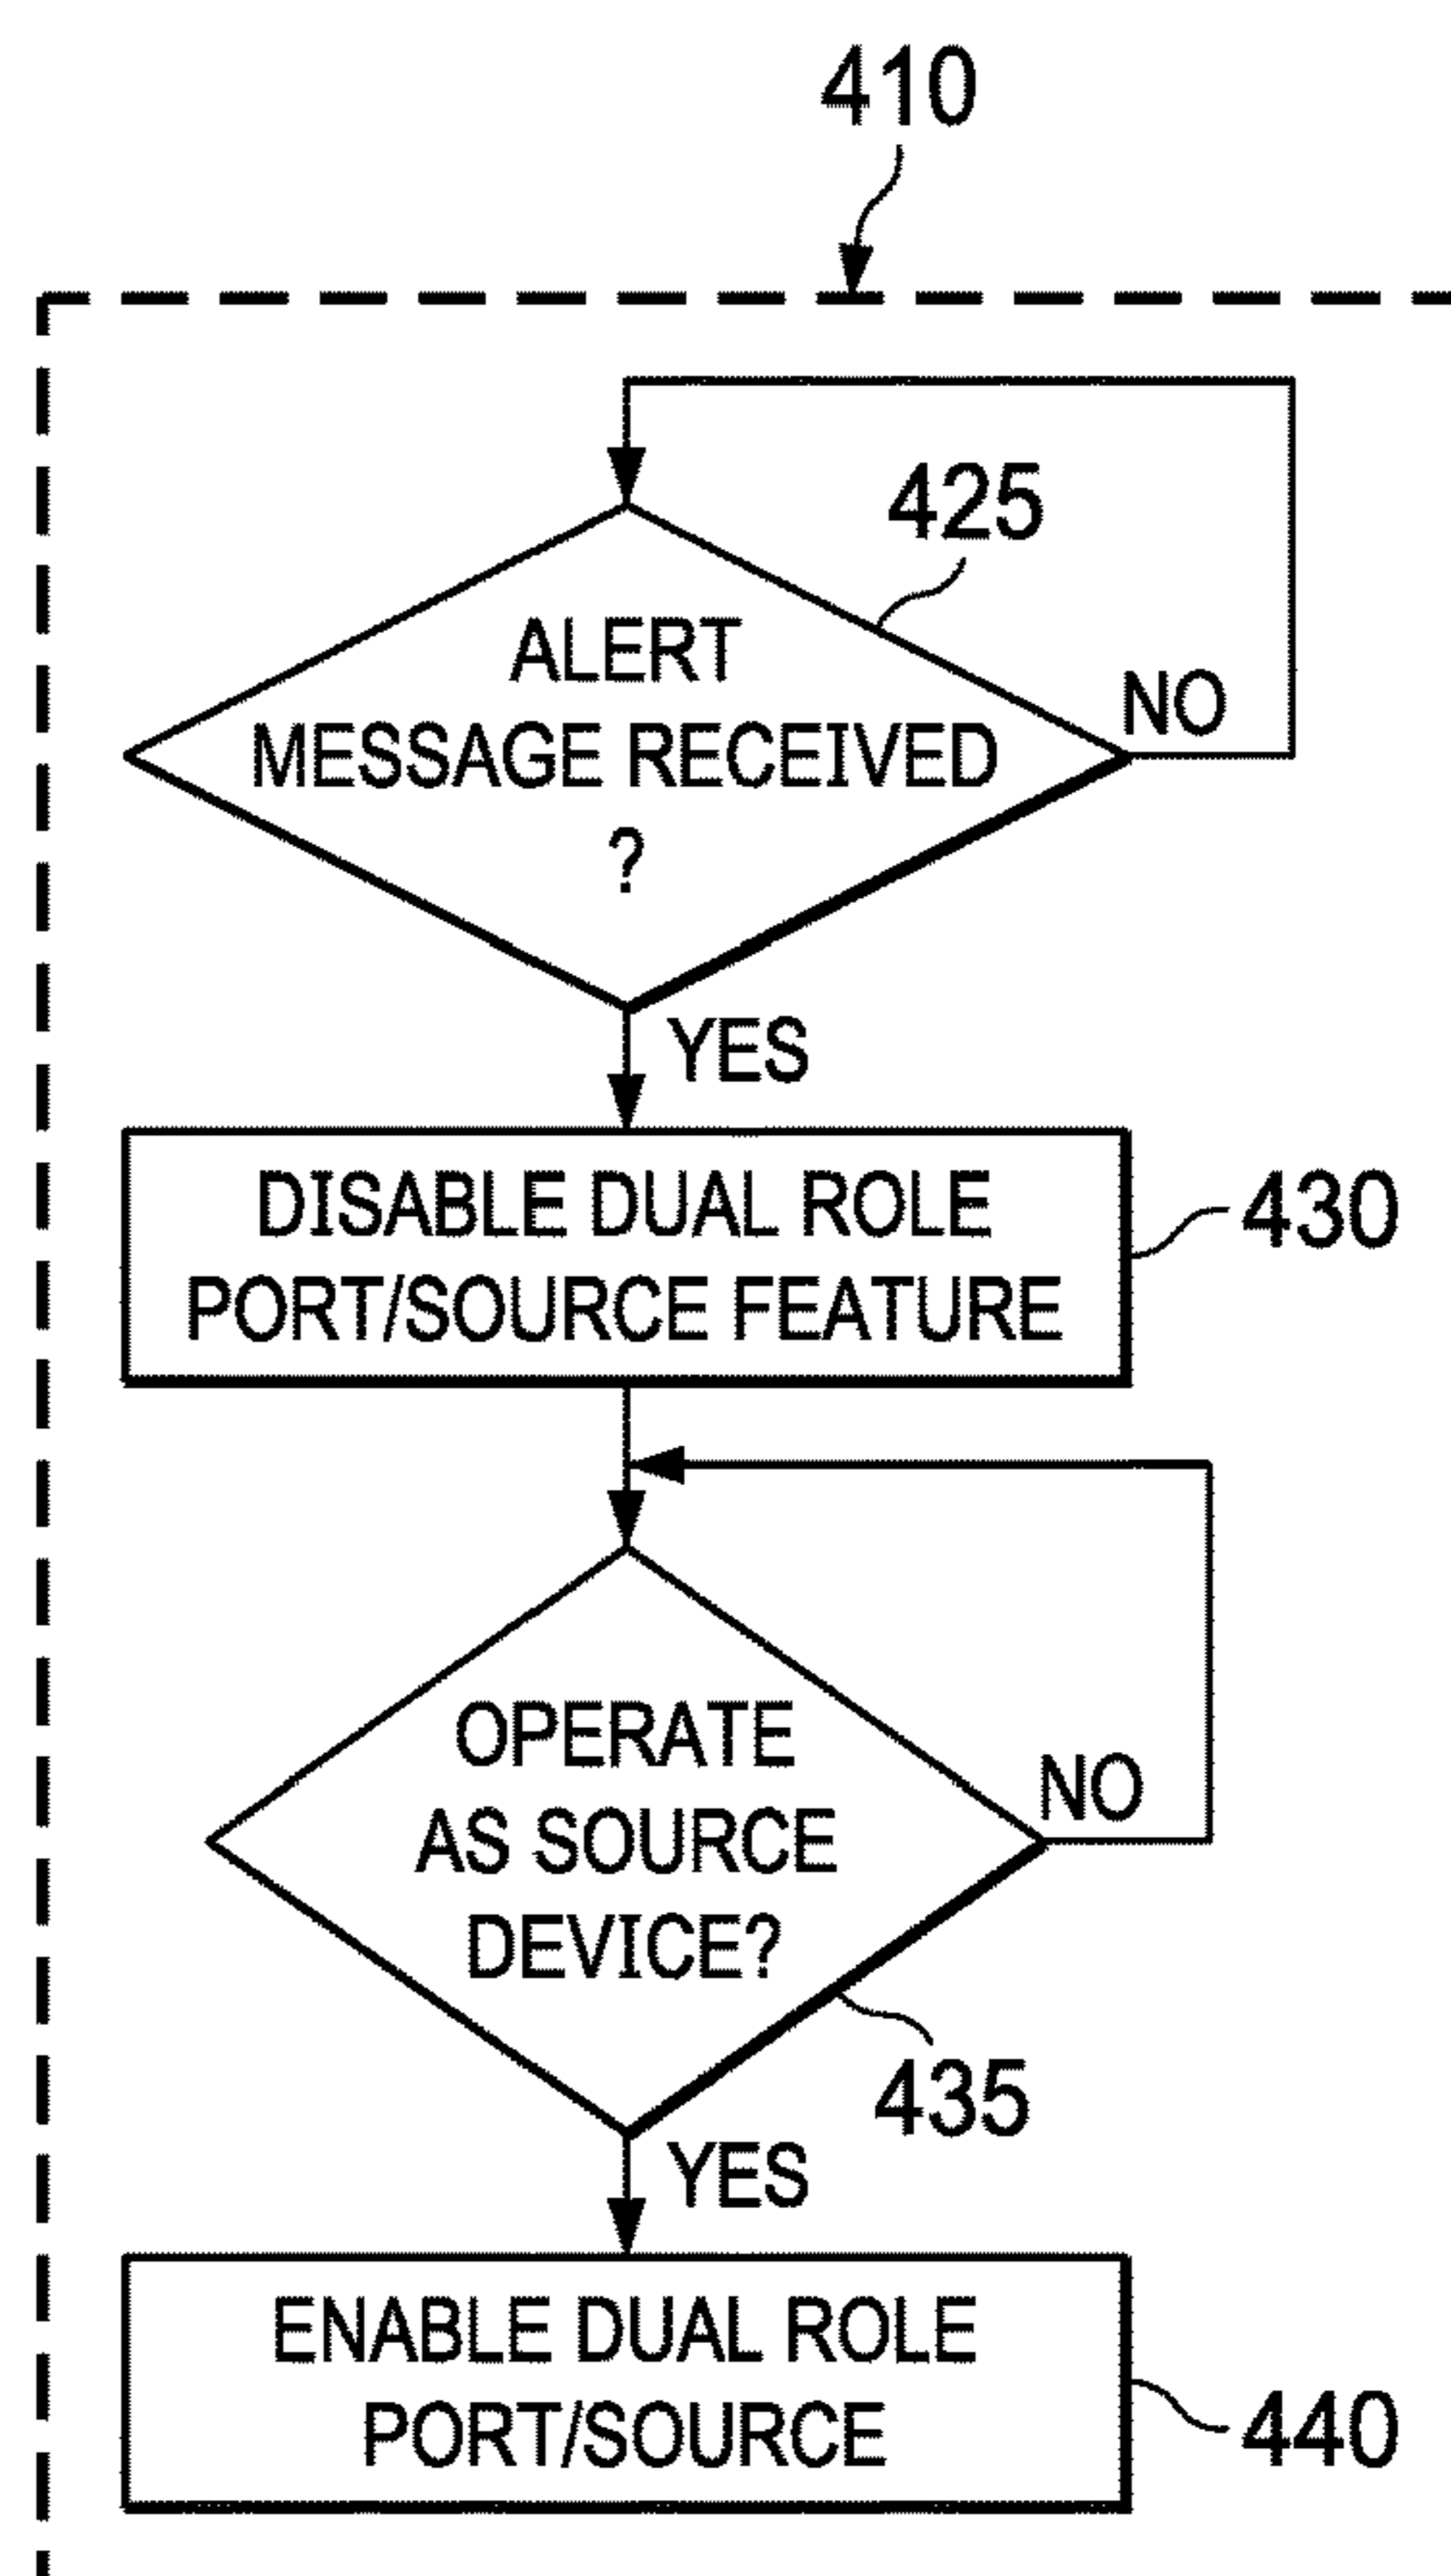 410
425
ALERT
MESSAGE RECEIVED
?
NO
YES
DISABLE DUAL ROLE
PORT/SOURCE FEATURE
430
OPERATE
AS SOURCE
DEVICE?
NO
435
YES
ENABLE DUAL ROLE
PORT/SOURCE
440